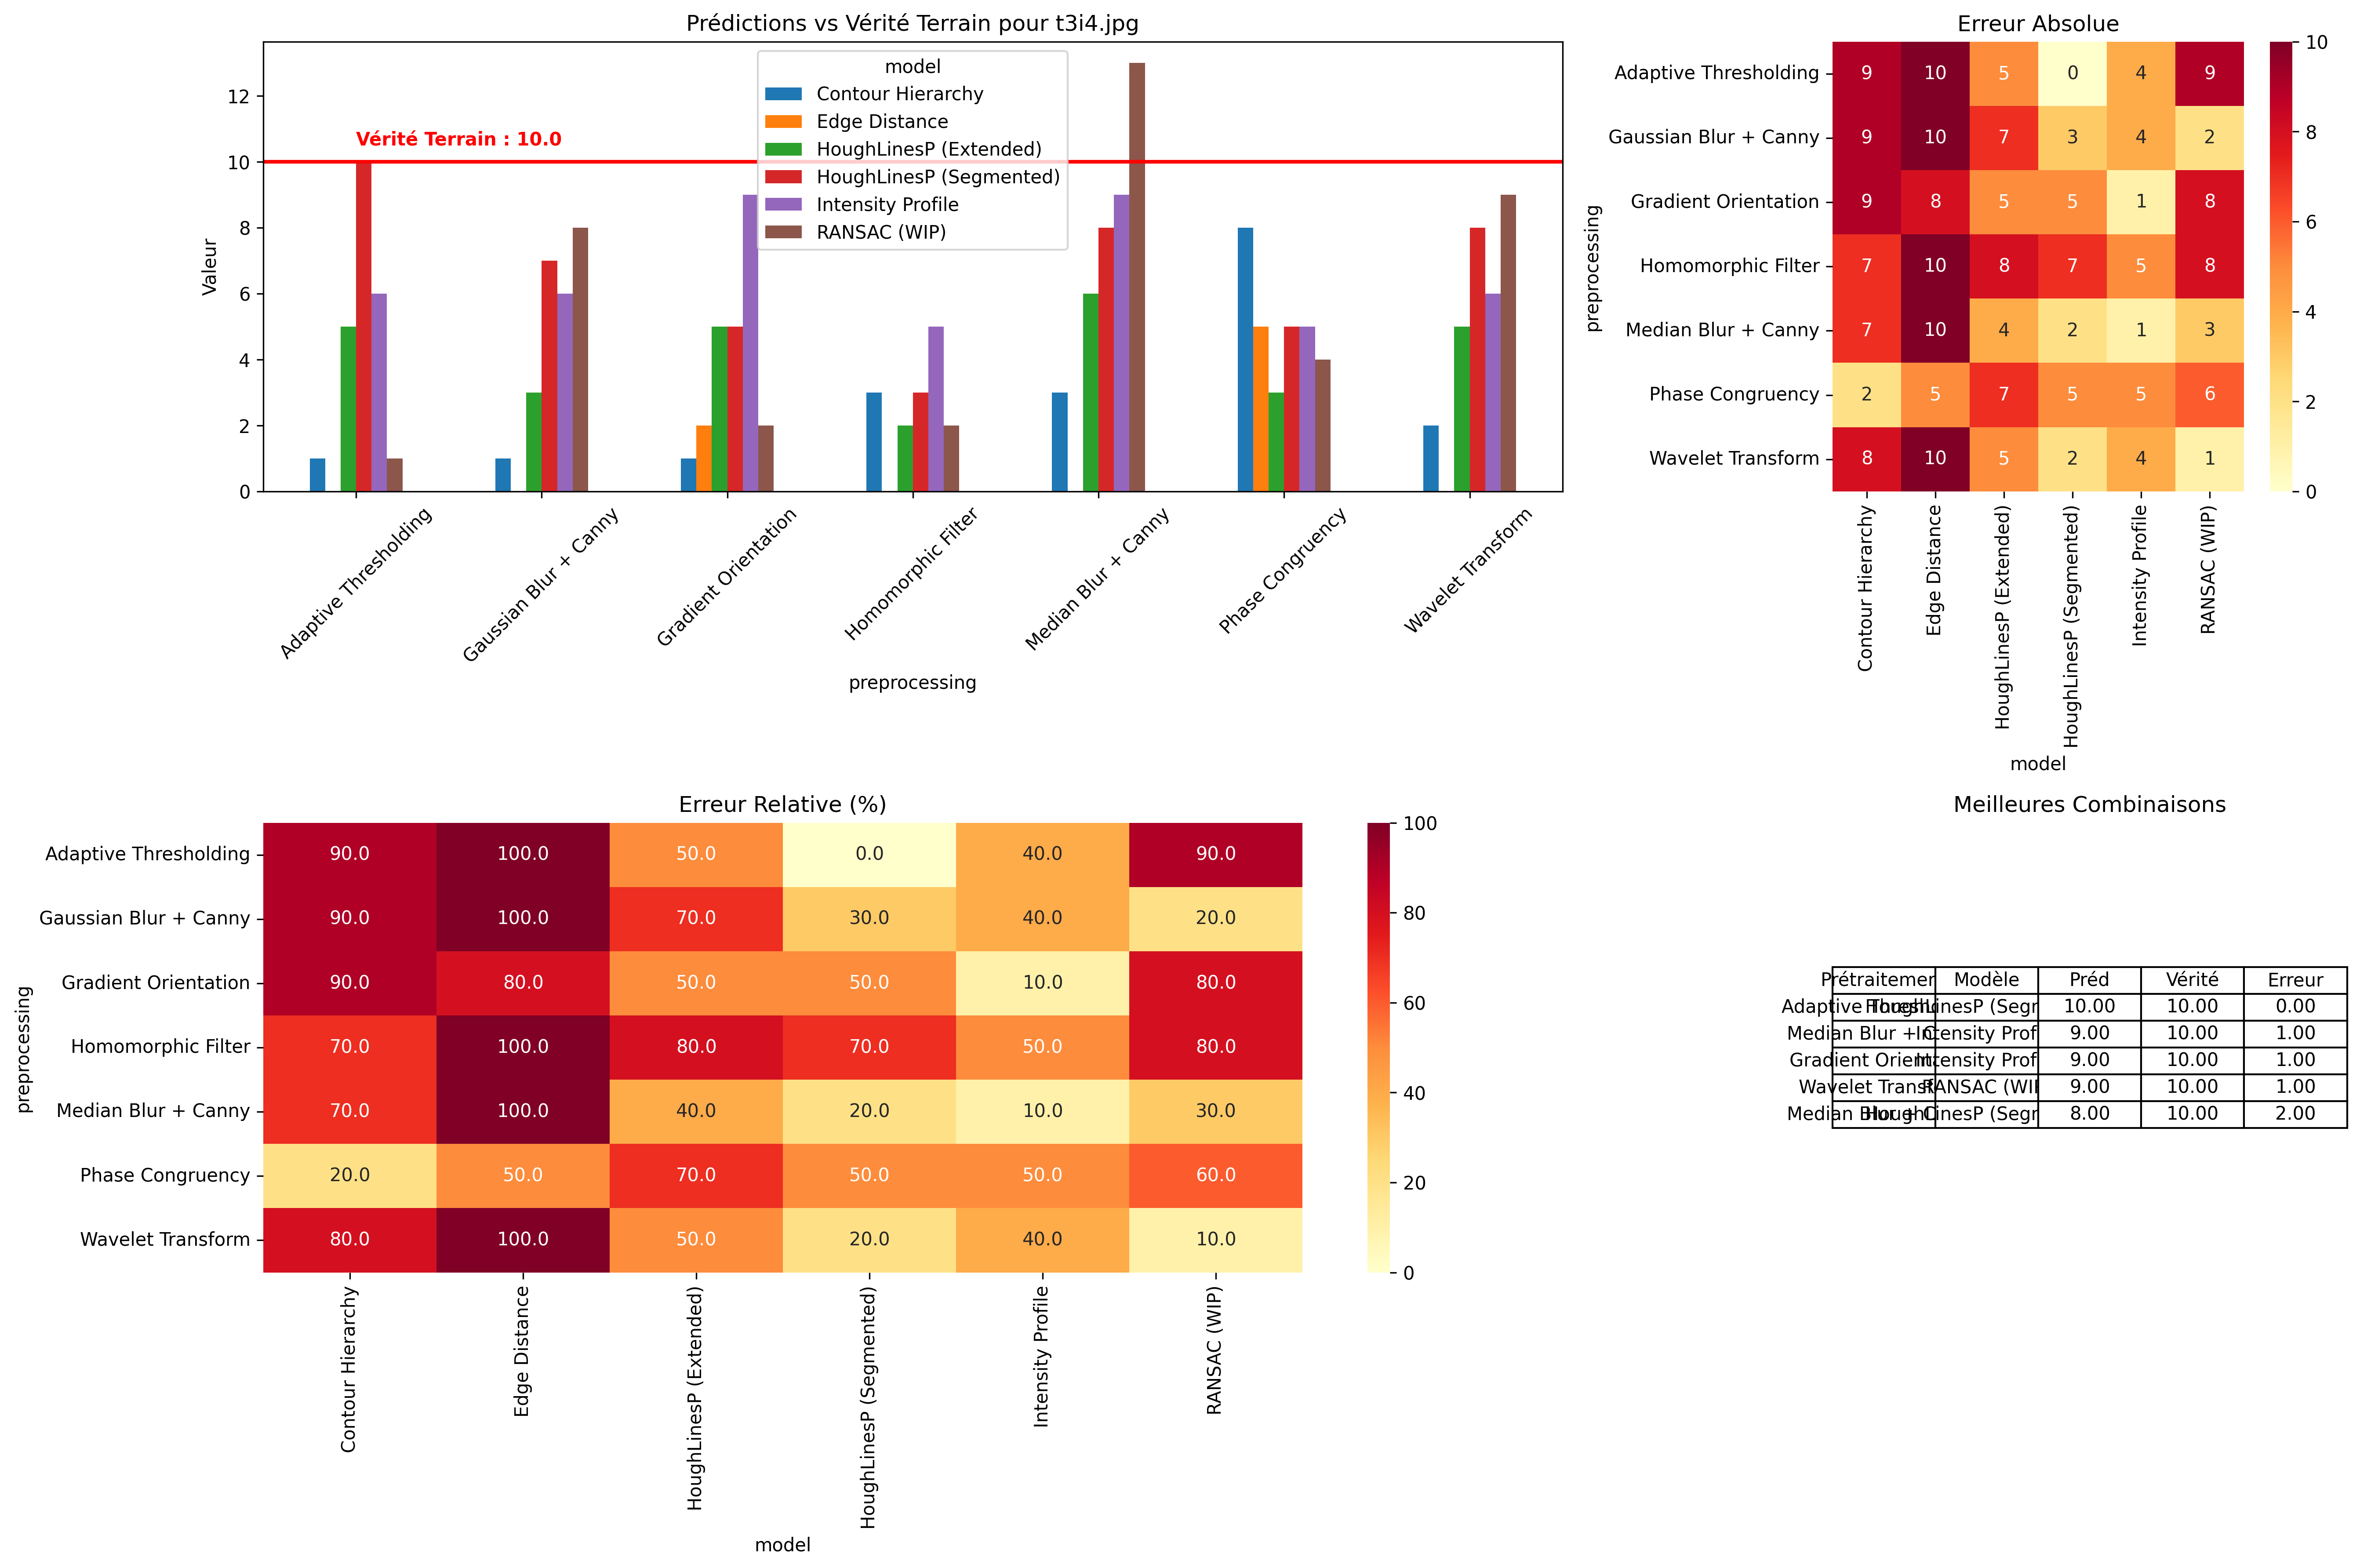 Prédictions vs Vérité Terrain pour t3i4.jpg
Valeur
12
10
8
6
4
2
0
Vérité Terrain : 10.0
model
Contour Hierarchy
Edge Distance
HoughLinesP (Extended)
HoughLinesP (Segmented)
Intensity Profile
RANSAC (WIP)
Adaptive Thresholding
Gaussian Blur + Canny
Gradient Orientation
Homomorphic Filter
Median Blur + Canny
Phase Congruency
Wavelet Transform
preprocessing
Erreur Absolue
preprocessing
Adaptive Thresholding 9 10 5 0 4 9
Gaussian Blur + Canny 9 10 7 3 4 2
Gradient Orientation 9 8 5 5 1 8
Homomorphic Filter 7 10 8 7 5 8
Median Blur + Canny 7 10 4 2 1 3
Phase Congruency 2 5 7 5 5 6
Wavelet Transform 8 10 5 2 4 1
10
8
6
4
2
0
Contour Hierarchy
Edge Distance
HoughLinesP (Extended)
HoughLinesP (Segmented)
Intensity Profile
RANSAC (WIP)
model
Erreur Relative (%)
preprocessing
Adaptive Thresholding 90.0 100.0 50.0 0.0 40.0 90.0
Gaussian Blur + Canny 90.0 100.0 70.0 30.0 40.0 20.0
Gradient Orientation 90.0 80.0 50.0 50.0 10.0 80.0
Homomorphic Filter 70.0 100.0 80.0 70.0 50.0 80.0
Median Blur + Canny 70.0 100.0 40.0 20.0 10.0 30.0
Phase Congruency 20.0 50.0 70.0 50.0 50.0 60.0
Wavelet Transform 80.0 100.0 50.0 20.0 40.0 10.0
100
80
60
40
20
0
Contour Hierarchy
Edge Distance
HoughLinesP (Extended)
HoughLinesP (Segmented)
Intensity Profile
RANSAC (WIP)
model
Meilleures Combinaisons
Modèle Préd Vérité Erreur
Adaptive 10.00 10.00 0.00
Median Blur + 9.00 10.00 1.00
Gradient 9.00 10.00 1.00
Wavelet RANSAC 9.00 10.00 1.00
Median 8.00 10.00 2.00